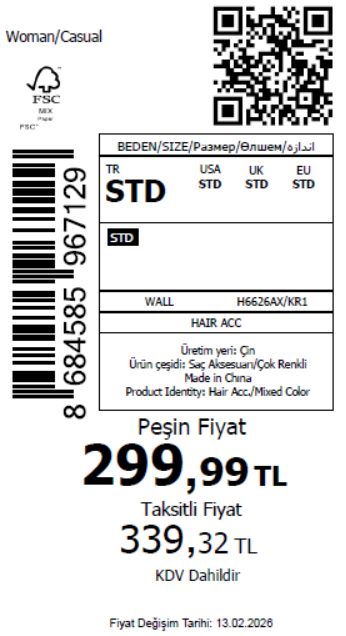 Woman/Casual
FSC
MIX
Paper
FSC™
BEDEN/SIZE/Размер/Өлшем/اندازه
TR
STD
USA
STD
UK
STD
EU
STD
STD
WALL H6626AX/KR1
HAIR ACC
Üretim yeri: Çin
Ürün çeşidi: Saç Aksesuarı/Çok Renkli
Made in China
Product Identity: Hair Acc./Mixed Color
8 684585 967129
Peşin Fiyat
299,99 TL
Taksitli Fiyat
339,32 TL
KDV Dahildir
Fiyat Değişim Tarihi: 13.02.2026